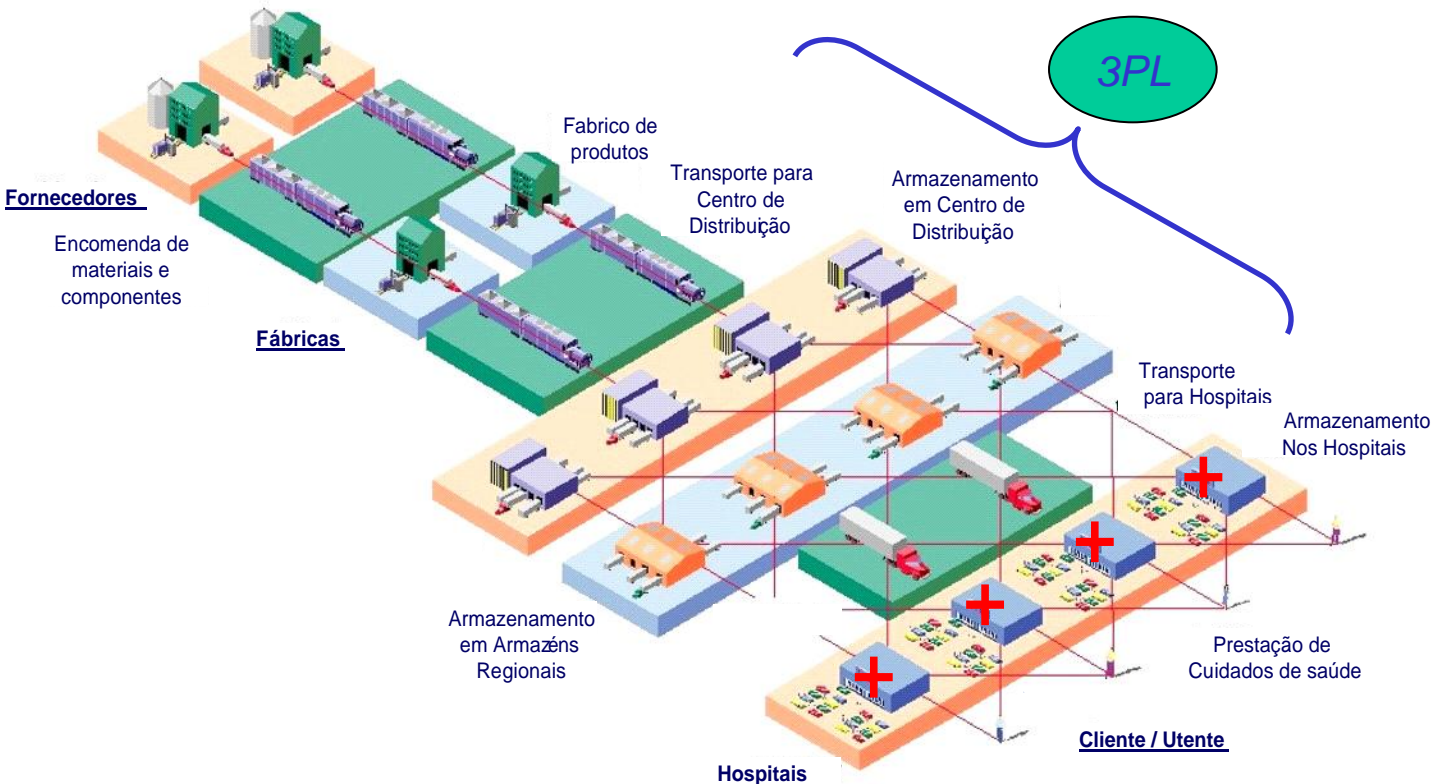 3PL
Fabrico de
produtos
Transporte para
Centro de
Distribuição
Armazenamento
em Centro de
Distribuição
Fornecedores
Encomenda de
materiais e
componentes
Fábricas
Transporte
para Hospitais
Armazenamento
Nos Hospitais
Armazenamento
em Armazéns
Regionais
Prestação de
Cuidados de saúde
Cliente / Utente
Hospitais